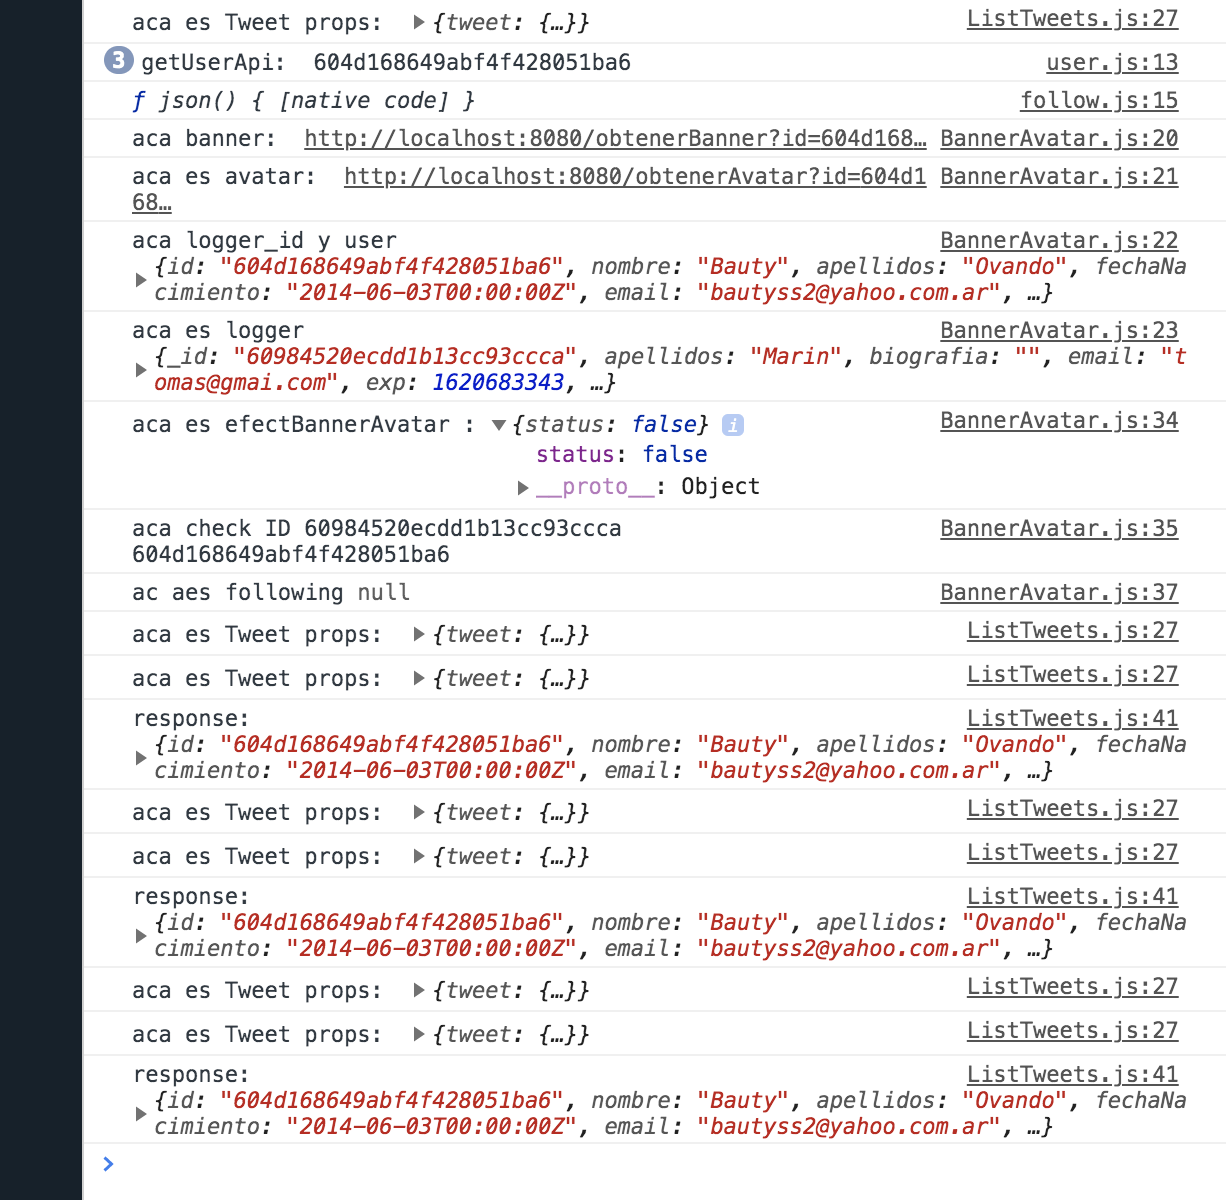 aca es Tweet props:  ▶{tweet: {…}} ListTweets.js:27
3 getUserApi:  604d168649abf4f428051ba6 user.js:13
ƒ json() { [native code] } follow.js:15
aca banner:  http://localhost:8080/obtenerBanner?id=604d168… BannerAvatar.js:20
aca es avatar:  http://localhost:8080/obtenerAvatar?id=604d1 BannerAvatar.js:21
68…
aca logger_id y user BannerAvatar.js:22
▶{id: "604d168649abf4f428051ba6", nombre: "Bauty", apellidos: "Ovando", fechaNa
cimiento: "2014-06-03T00:00:00Z", email: "bautyss2@yahoo.com.ar", …}
aca es logger BannerAvatar.js:23
▶{_id: "60984520ecdd1b13cc93ccca", apellidos: "Marin", biografia: "", email: "t
omas@gmai.com", exp: 1620683343, …}
aca es efectBannerAvatar : ▼{status: false} i BannerAvatar.js:34
status: false
▶__proto__: Object
aca check ID 60984520ecdd1b13cc93ccca BannerAvatar.js:35
604d168649abf4f428051ba6
ac aes following null BannerAvatar.js:37
aca es Tweet props:  ▶{tweet: {…}} ListTweets.js:27
aca es Tweet props:  ▶{tweet: {…}} ListTweets.js:27
response: ListTweets.js:41
▶{id: "604d168649abf4f428051ba6", nombre: "Bauty", apellidos: "Ovando", fechaNa
cimiento: "2014-06-03T00:00:00Z", email: "bautyss2@yahoo.com.ar", …}
aca es Tweet props:  ▶{tweet: {…}} ListTweets.js:27
aca es Tweet props:  ▶{tweet: {…}} ListTweets.js:27
response: ListTweets.js:41
▶{id: "604d168649abf4f428051ba6", nombre: "Bauty", apellidos: "Ovando", fechaNa
cimiento: "2014-06-03T00:00:00Z", email: "bautyss2@yahoo.com.ar", …}
aca es Tweet props:  ▶{tweet: {…}} ListTweets.js:27
aca es Tweet props:  ▶{tweet: {…}} ListTweets.js:27
response: ListTweets.js:41
▶{id: "604d168649abf4f428051ba6", nombre: "Bauty", apellidos: "Ovando", fechaNa
cimiento: "2014-06-03T00:00:00Z", email: "bautyss2@yahoo.com.ar", …}
>